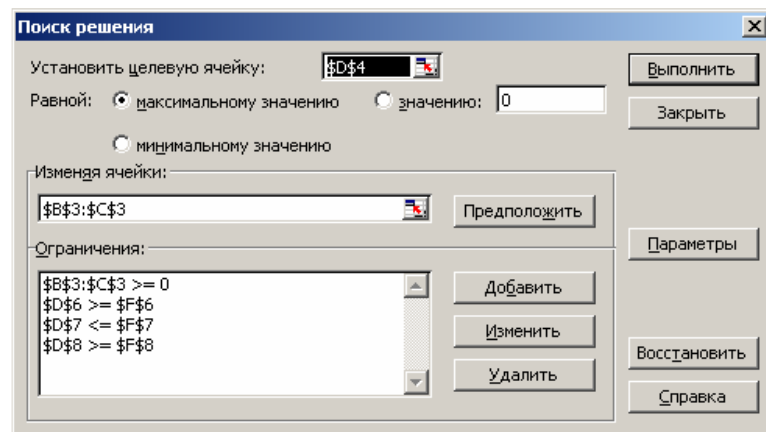 Поиск решения
Установить целевую ячейку: $D$4 Выполнить
Равной: максимальному значению значению: 0 Закрыть
минимальному значению
Изменяя ячейки:
$B$3:$C$3 Предположить
Параметры
Ограничения:
$B$3:$C$3 >= 0 Добавить
$D$6 >= $F$6
$D$7 <= $F$7 Изменить
$D$8 >= $F$8
Восстановить
Удалить
Справка